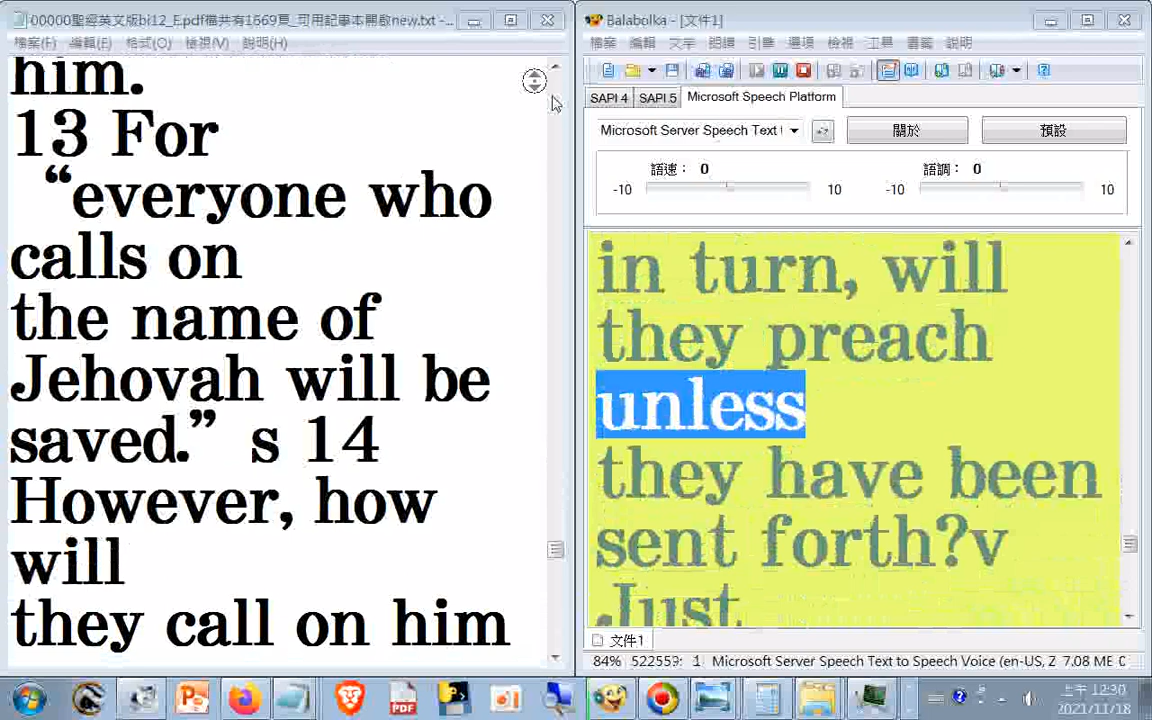 00000聖經英文版bi12_E.pdf檔共有1669頁_可用記事本開啟new.txt -...
檔案(F) 編輯(E) 格式(O) 檢視(V) 說明(H)
him.
13 For
“everyone who
calls on
the name of
Jehovah will be
saved.” s 14
However, how
will
they call on him
Balabolka - [文件1]
檔案 編輯 文字 朗讀 引擎 選項 檢視 工具 書籤 說明
SAPI 4 SAPI 5 Microsoft Speech Platform
Microsoft Server Speech Text 關於 預設
語速： 0 語調： 0
-10 10 -10 10
in turn, will
they preach
unless
they have been
sent forth?v
Just
文件1
84% 522559: 1 Microsoft Server Speech Text to Speech Voice (en-US, Z 7.08 ME
上午 12:30
2021/11/18